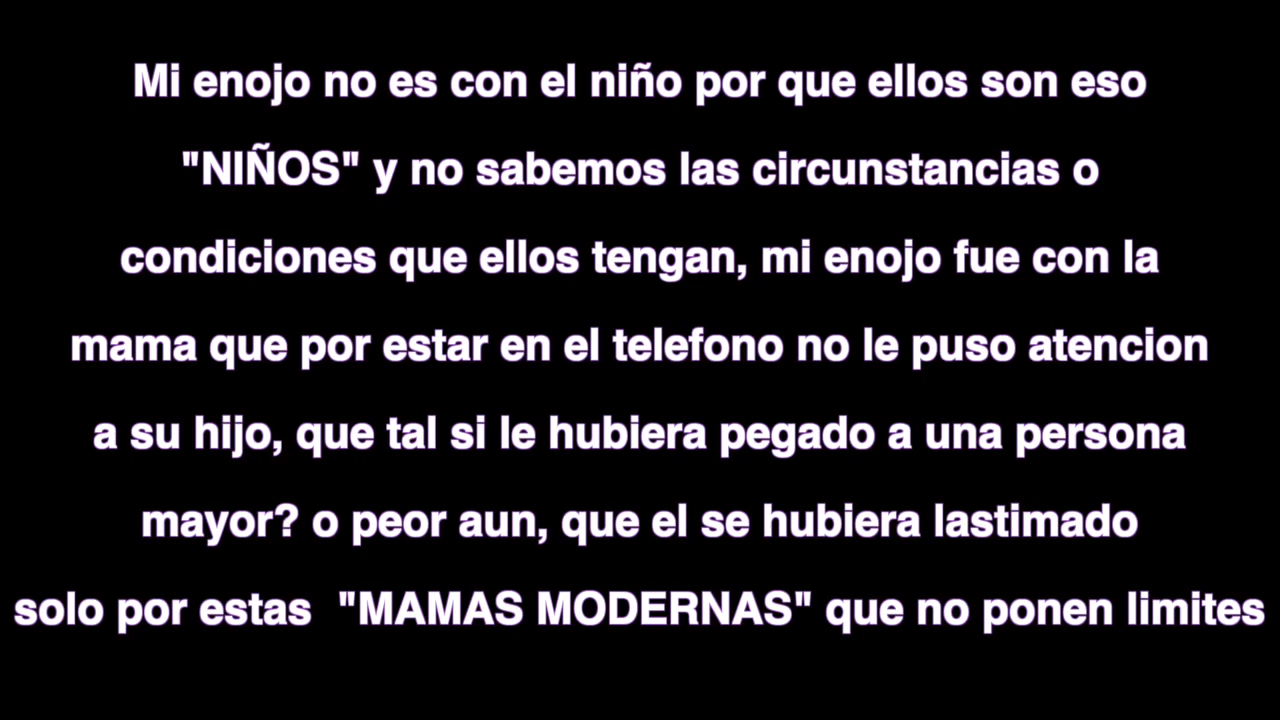 Mi enojo no es con el niño por que ellos son eso
"NIÑOS" y no sabemos las circunstancias o
condiciones que ellos tengan, mi enojo fue con la
mama que por estar en el telefono no le puso atencion
a su hijo, que tal si le hubiera pegado a una persona
mayor? o peor aun, que el se hubiera lastimado
solo por estas  "MAMAS MODERNAS" que no ponen limites